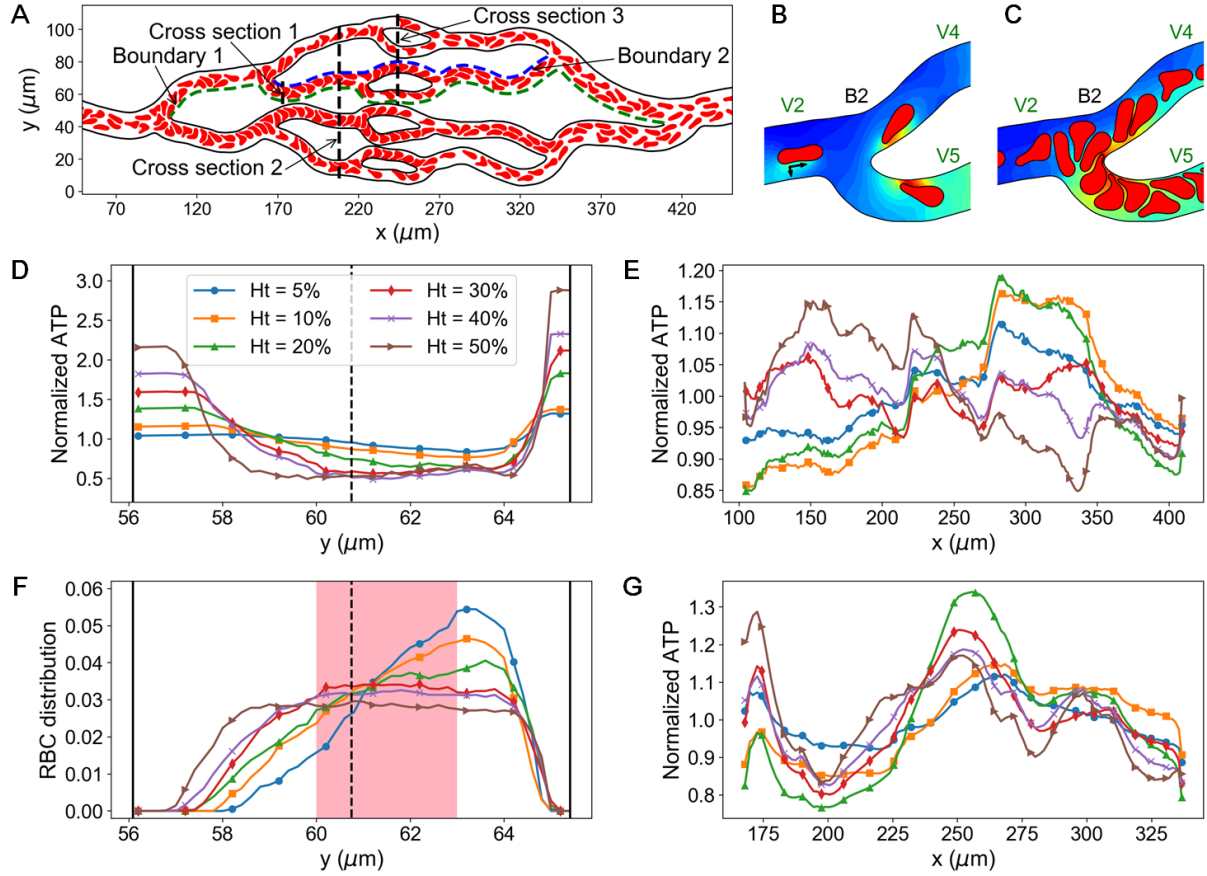 A
Cross section 1
Cross section 3
Boundary 1
Boundary 2
Cross section 2
y (μm)
100
80
60
40
20
0
70
120
170
220
270
320
370
420
x (μm)
B
V4
V2
B2
V5
C
V4
V2
B2
V5
D
Normalized ATP
3.0
2.5
2.0
1.5
1.0
0.5
Ht = 5%
Ht = 10%
Ht = 20%
Ht = 30%
Ht = 40%
Ht = 50%
56
58
60
62
64
y (μm)
E
Normalized ATP
1.20
1.15
1.10
1.05
1.00
0.95
0.90
0.85
100
150
200
250
300
350
400
x (μm)
F
RBC distribution
0.06
0.05
0.04
0.03
0.02
0.01
0.00
56
58
60
62
64
y (μm)
G
Normalized ATP
1.3
1.2
1.1
1.0
0.9
0.8
175
200
225
250
275
300
325
x (μm)